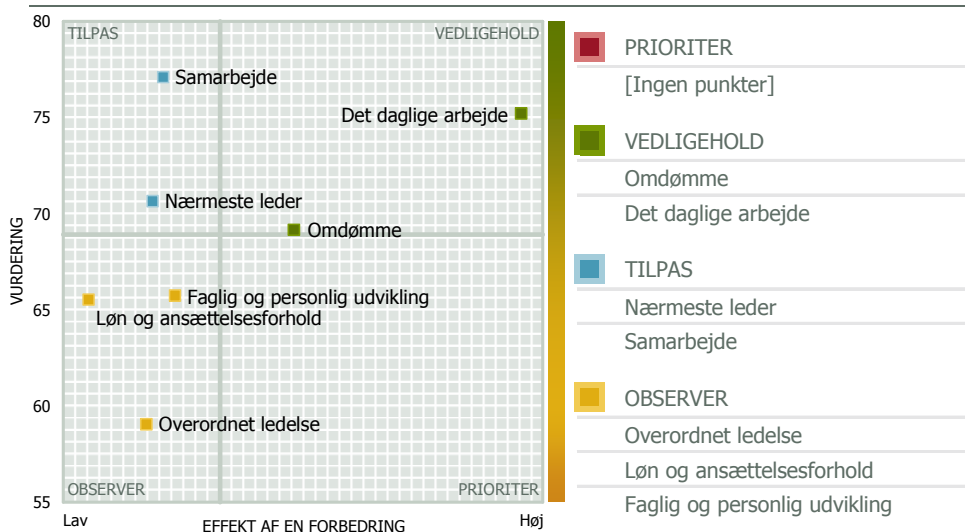 80
75
70
65
60
55
VURDERING
TILPAS
VEDLIGEHOLD
Samarbejde
Det daglige arbejde
Nærmeste leder
Omdømme
Faglig og personlig udvikling
Løn og ansættelsesforhold
Overordnet ledelse
OBSERVER
PRIORITER
Lav
EFFEKT AF EN FORBEDRING
Høj
PRIORITER
[Ingen punkter]
VEDLIGEHOLD
Omdømme
Det daglige arbejde
TILPAS
Nærmeste leder
Samarbejde
OBSERVER
Overordnet ledelse
Løn og ansættelsesforhold
Faglig og personlig udvikling